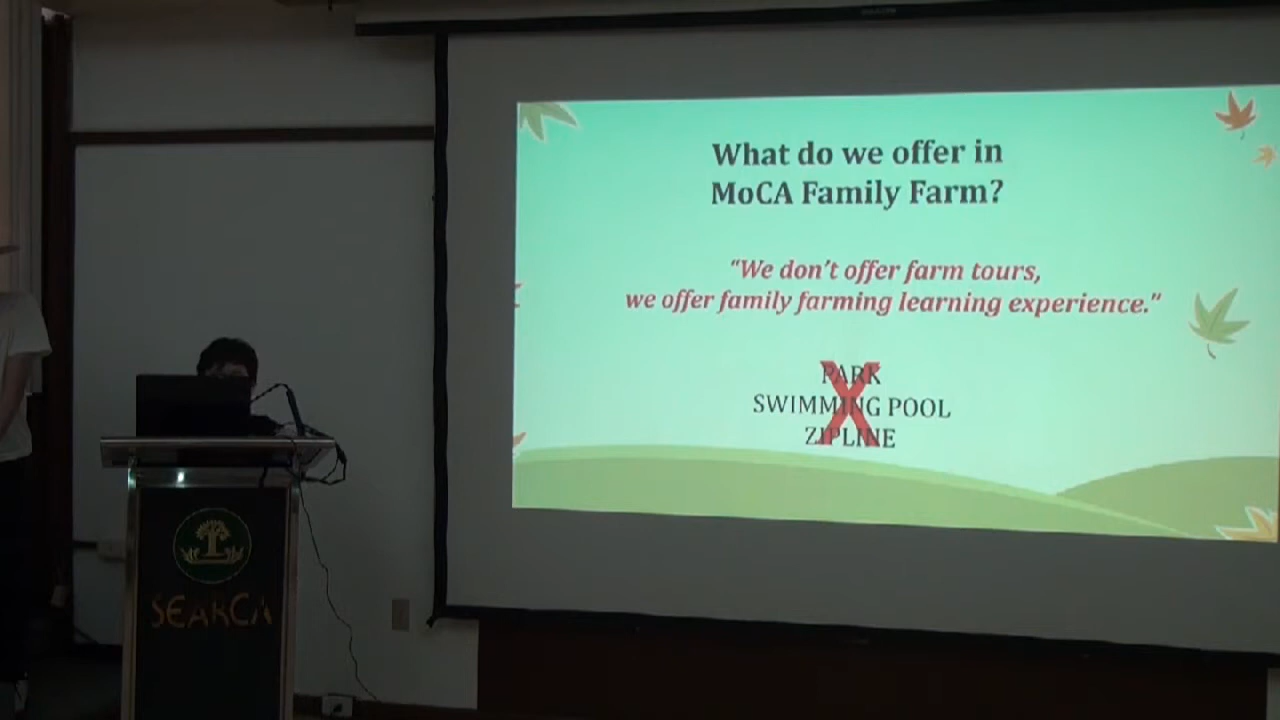 What do we offer in
MoCA Family Farm?
“We don’t offer farm tours,
we offer family farming learning experience.”
PARK
SWIMMING POOL
ZIPLINE
X
SEARCA